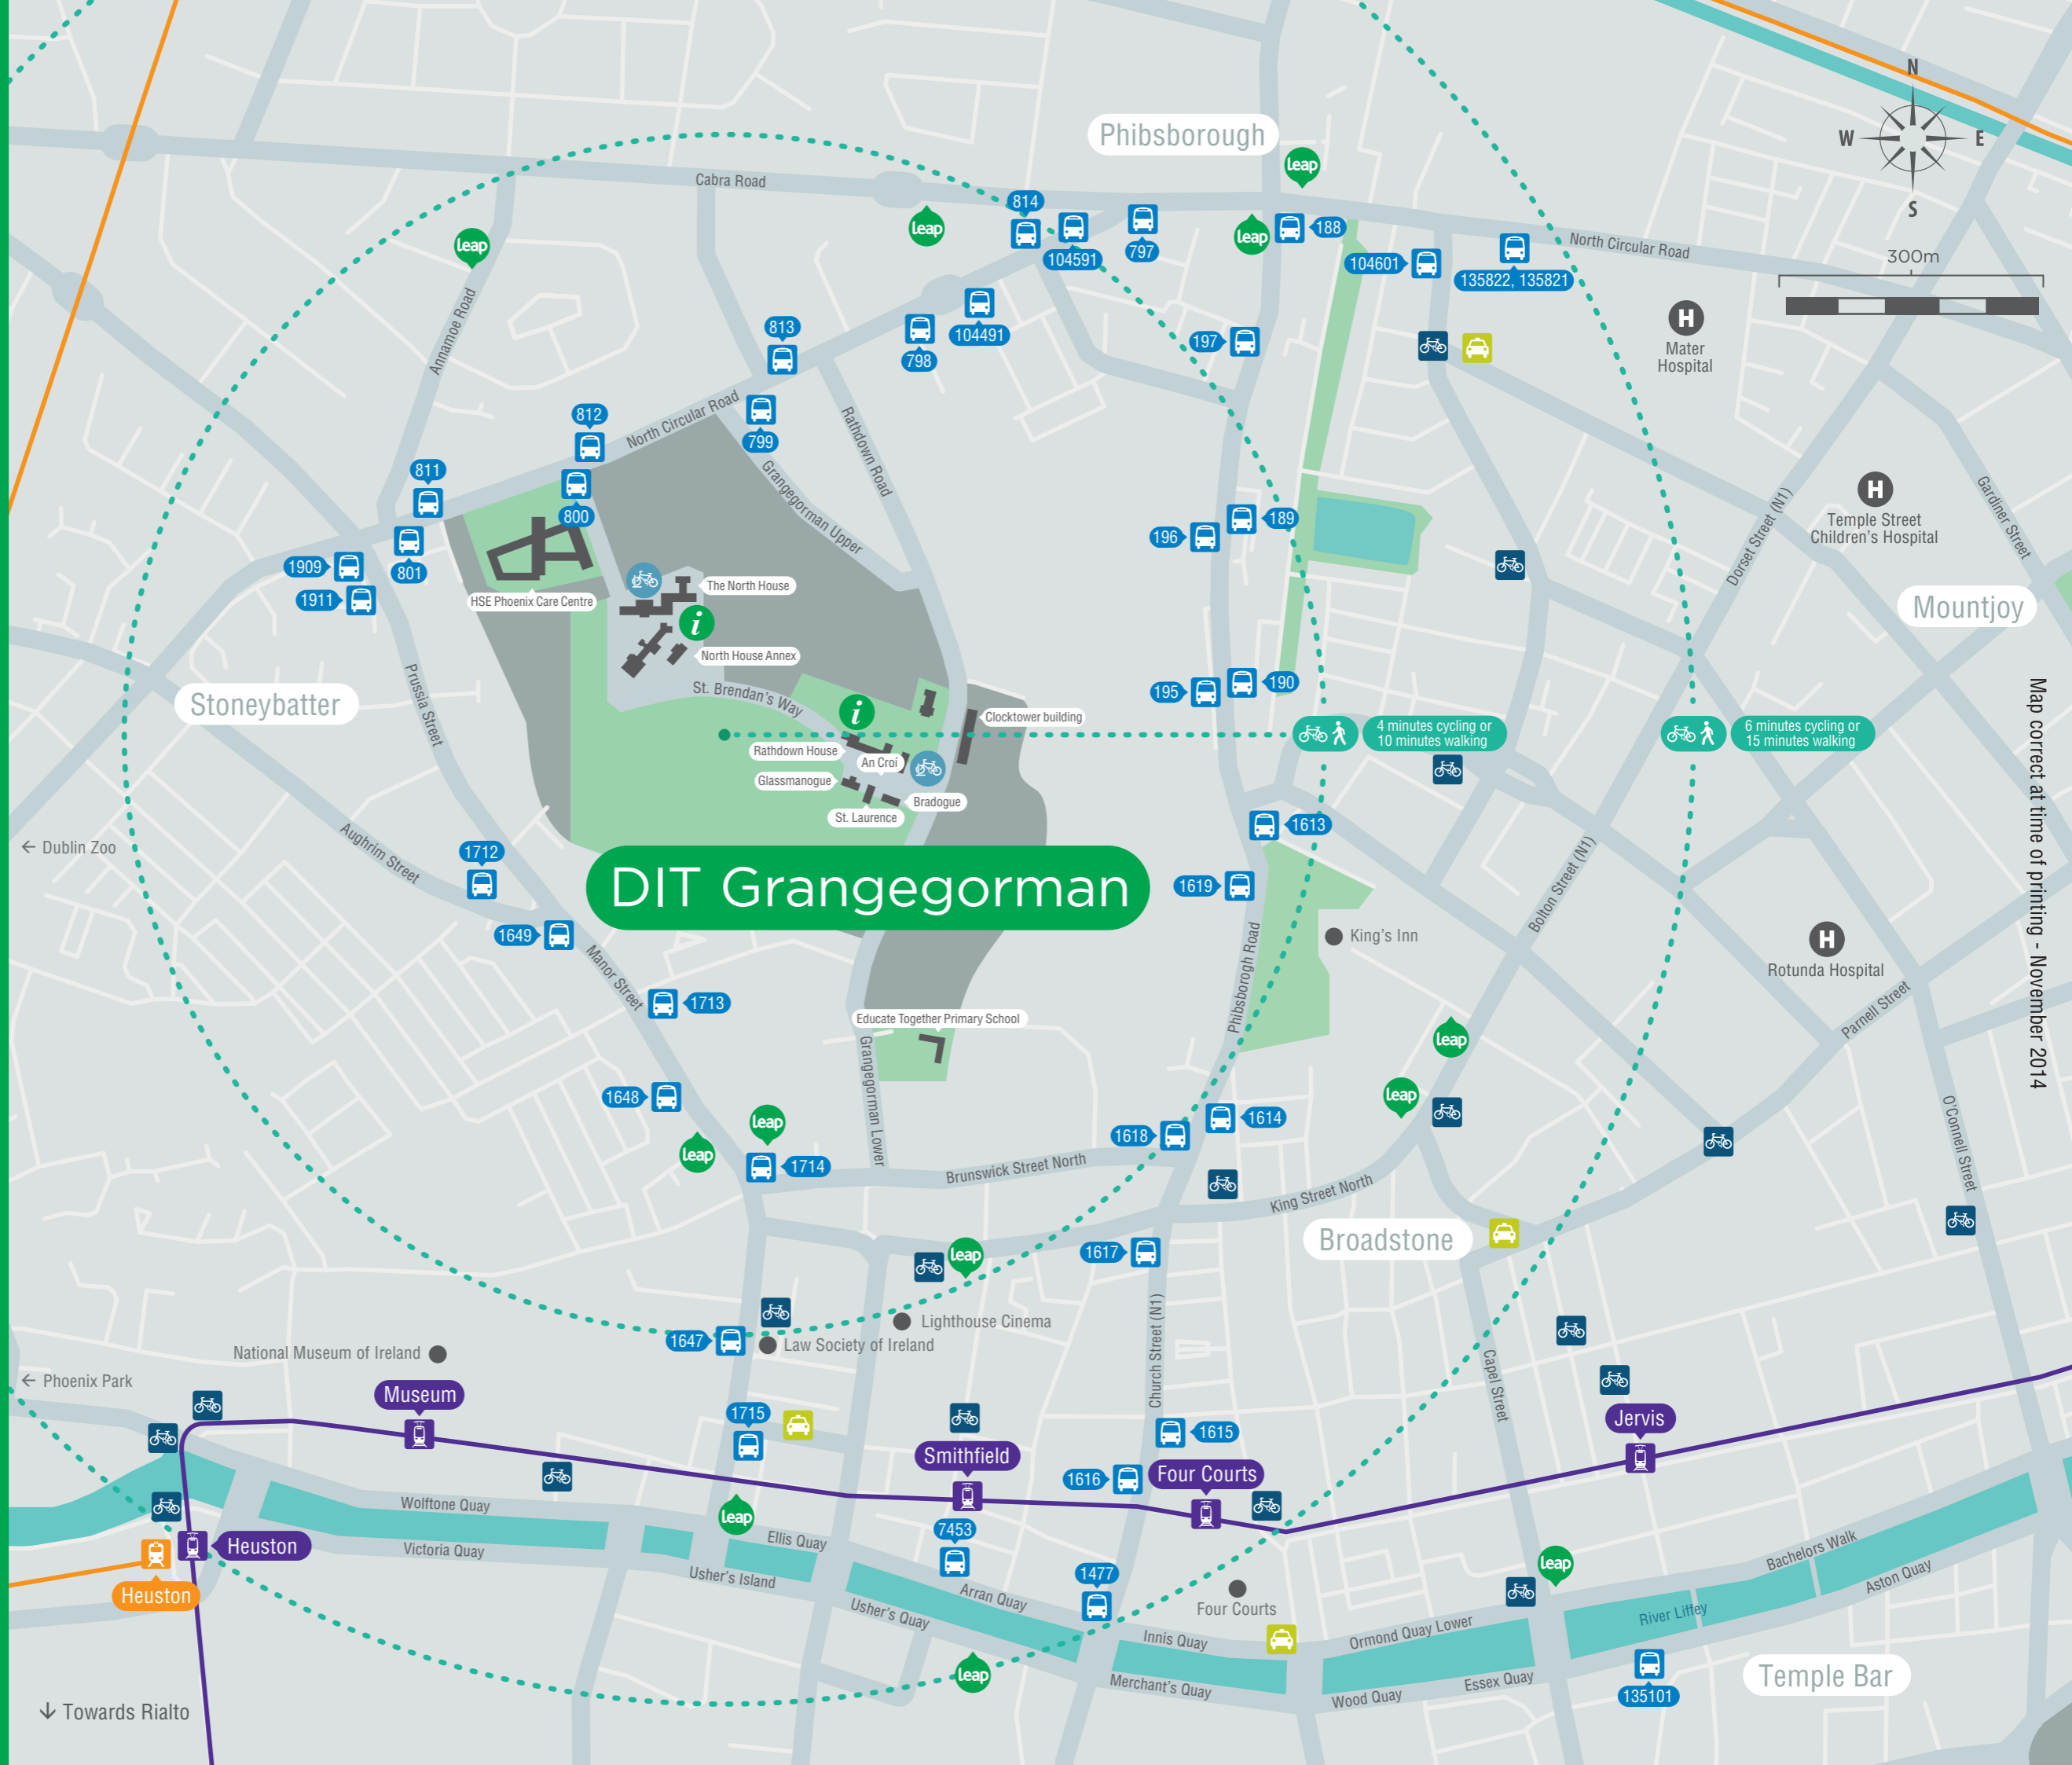 N
W
E
S
300m
Phibsborough
leap
Cabra Road
leap
leap
leap
814
104591
797
188
104601
135822, 135821
North Circular Road
H
Mater
Hospital
Annamoe Road
813
798
104491
197
812
North Circular Road
799
Rathdown Road
811
800
Grangegorman Upper
H
Temple Street
Children's Hospital
Gardiner Street
Dorset Street (N1)
196
189
1909
801
1911
HSE Phoenix Care Centre
The North House
i
North House Annex
Mountjoy
Stoneybatter
Prussia Street
St. Brendan's Way
195
190
i
Clocktower building
Rathdown House
An Croí
Glassmanogue
Bradogue
St. Laurence
4 minutes cycling or
10 minutes walking
6 minutes cycling or
15 minutes walking
Map correct at time of printing - November 2014
← Dublin Zoo
Aughrim Street
1712
1613
DIT Grangegorman
1619
Bolton Street (N1)
King's Inn
H
Rotunda Hospital
1649
Manor Street
1713
Phibsborogh Road
Parnell Street
Educate Together Primary School
Grangegorman Lower
leap
leap
1648
leap
leap
1714
1618
1614
Brunswick Street North
King Street North
O'Connell Street
Broadstone
1617
leap
Lighthouse Cinema
1647
Law Society of Ireland
National Museum of Ireland
← Phoenix Park
Church Street (N1)
Capel Street
Museum
1715
Smithfield
1615
1616
Four Courts
Jervis
Wolftone Quay
leap
Heuston
Victoria Quay
Ellis Quay
7453
Heuston
Usher's Island
Arran Quay
1477
Four Courts
leap
Bachelors Walk
Aston Quay
Usher's Quay
Innis Quay
Ormond Quay Lower
River Liffey
leap
Merchant's Quay
Wood Quay
Essex Quay
135101
Temple Bar
↓ Towards Rialto